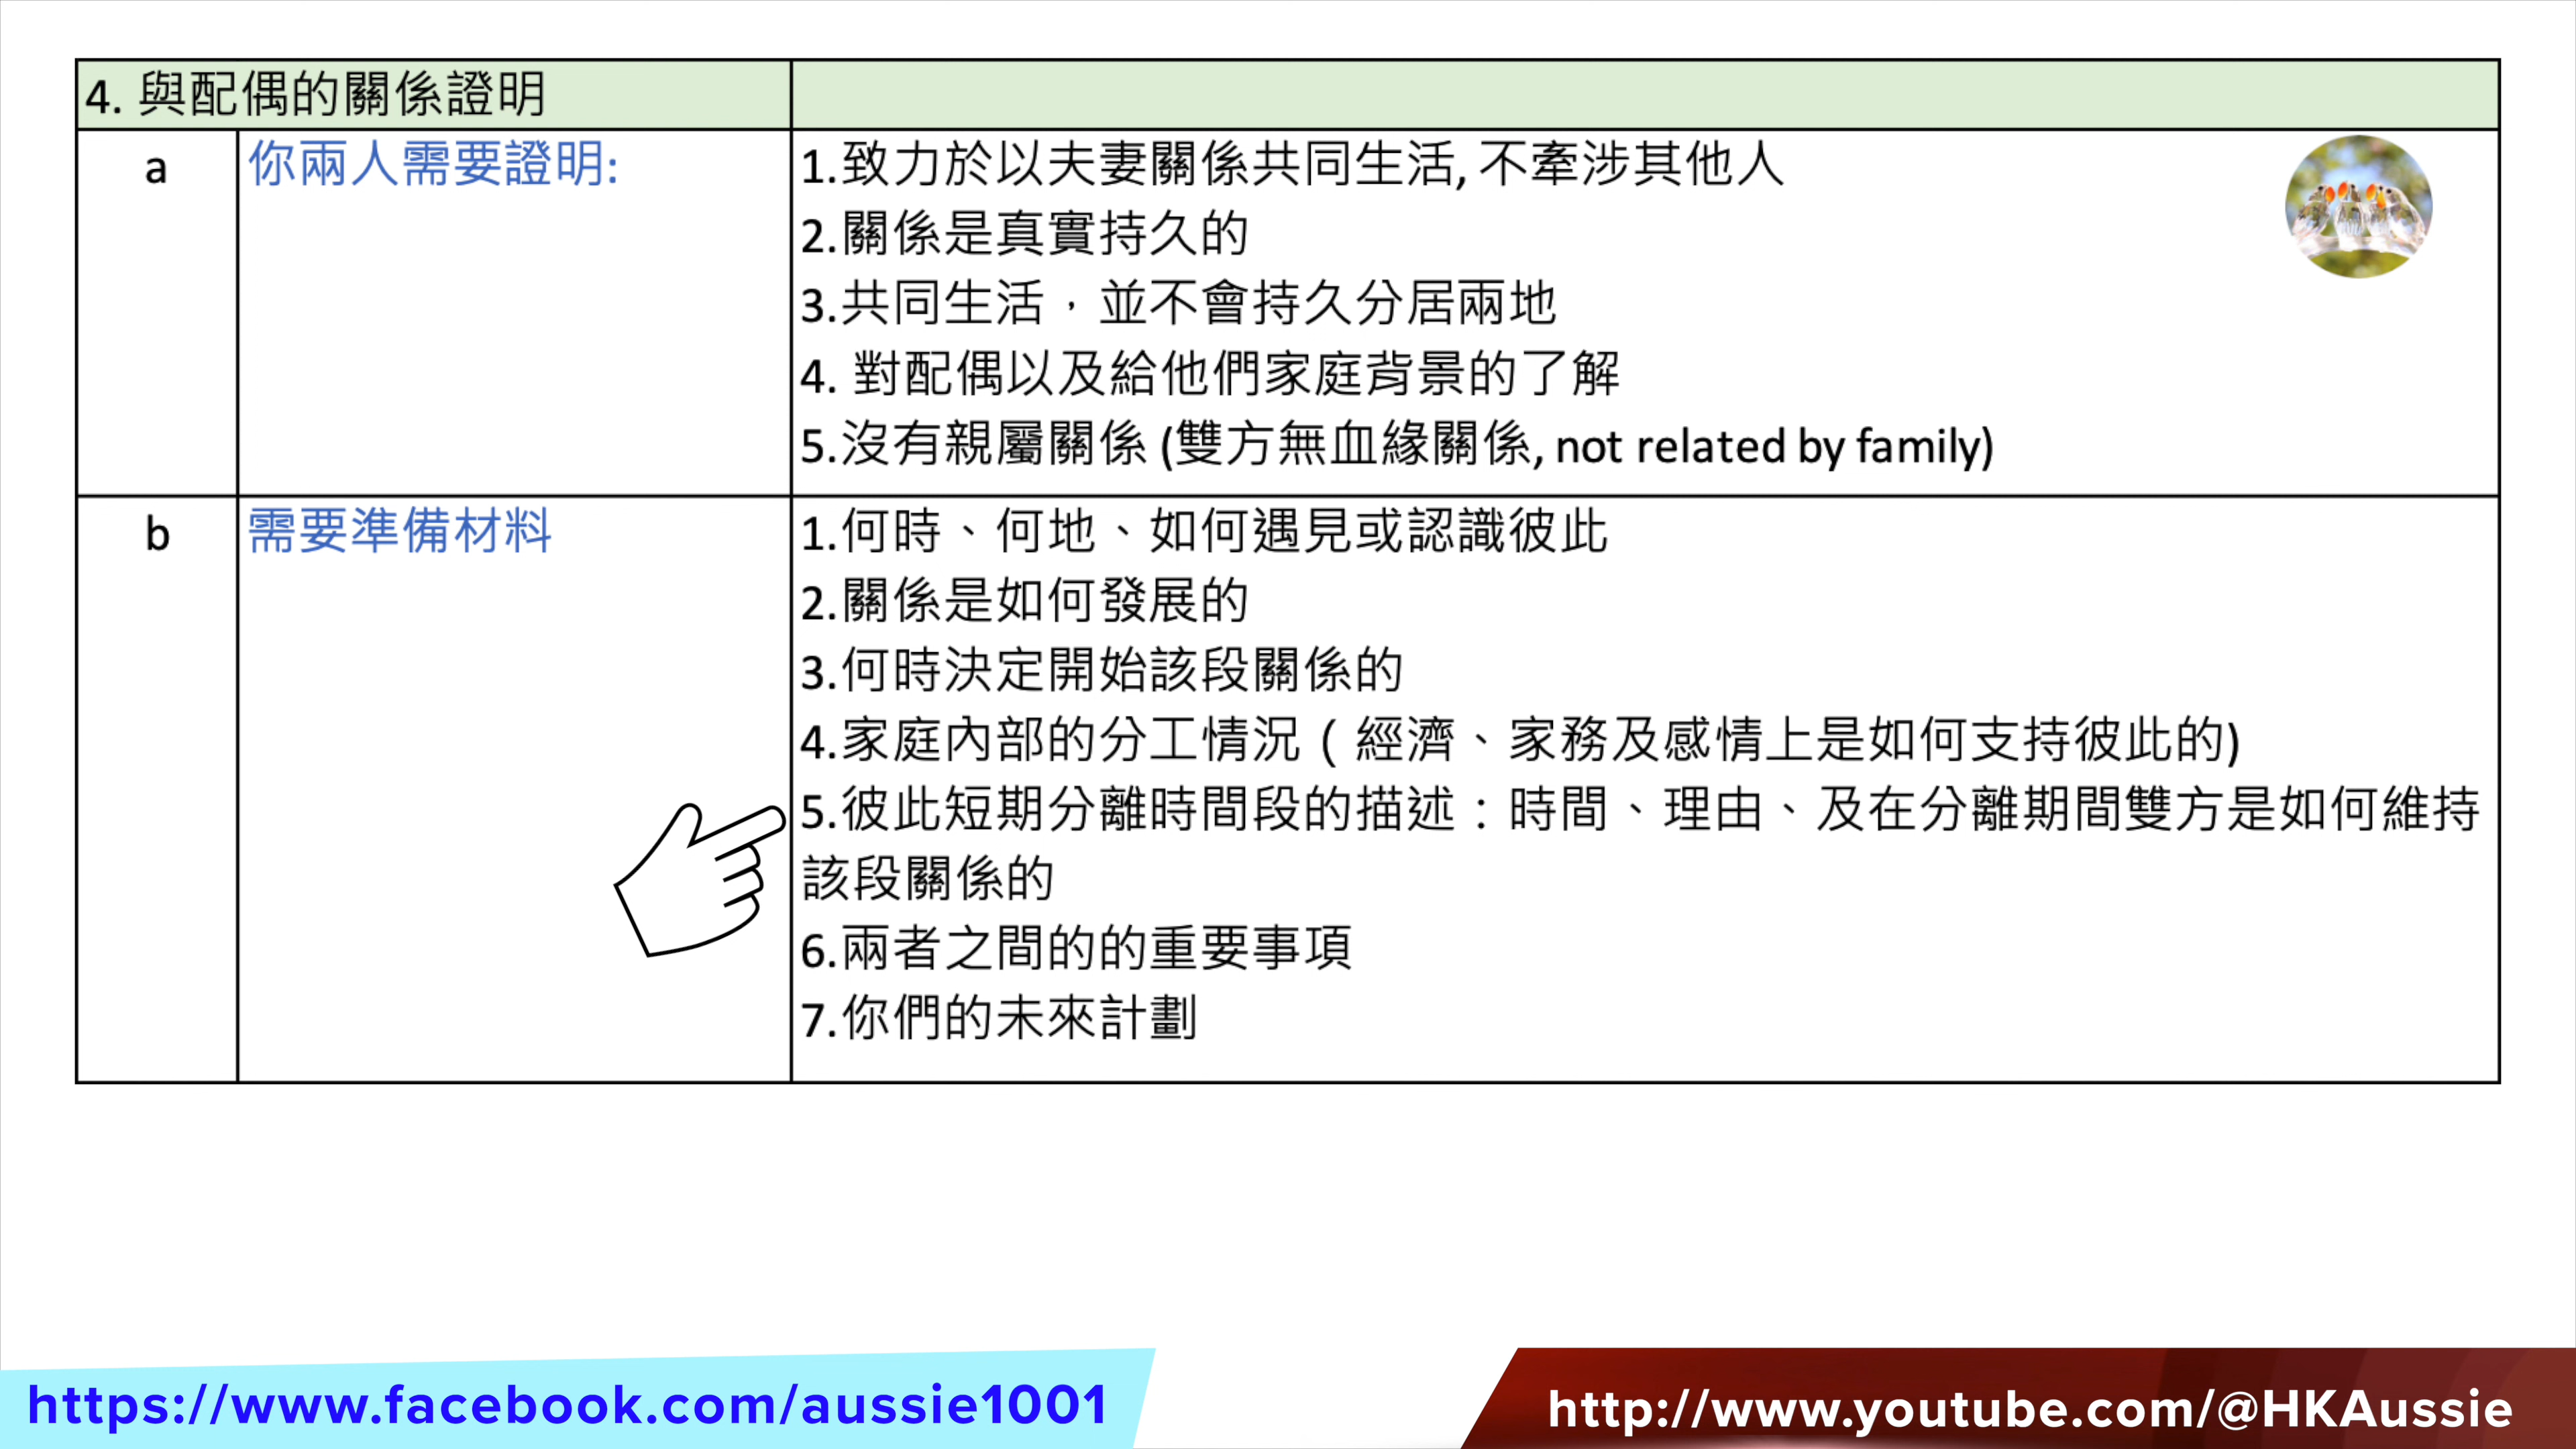 4. 與配偶的關係證明
a
你兩人需要證明:
1.致力於以夫妻關係共同生活, 不牽涉其他人
2.關係是真實持久的
3.共同生活，並不會持久分居兩地
4. 對配偶以及給他們家庭背景的了解
5.沒有親屬關係 (雙方無血緣關係, not related by family)
b
需要準備材料
1.何時、何地、如何遇見或認識彼此
2.關係是如何發展的
3.何時決定開始該段關係的
4.家庭內部的分工情況（經濟、家務及感情上是如何支持彼此的)
5.彼此短期分離時間段的描述：時間、理由、及在分離期間雙方是如何維持
該段關係的
6.兩者之間的的重要事項
7.你們的未來計劃
https://www.facebook.com/aussie1001
http://www.youtube.com/@HKAussie